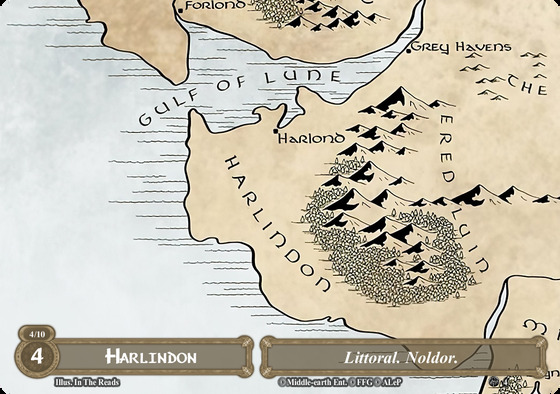 Forlond
Grey Havens
GULF OF LUNE
THE
Harlond
ERED LUIN
HARLINDON
4/10
4
Harlindon
Littoral. Noldor.
Illus. In The Reads
© Middle-earth Ent. © FFG © ALeP